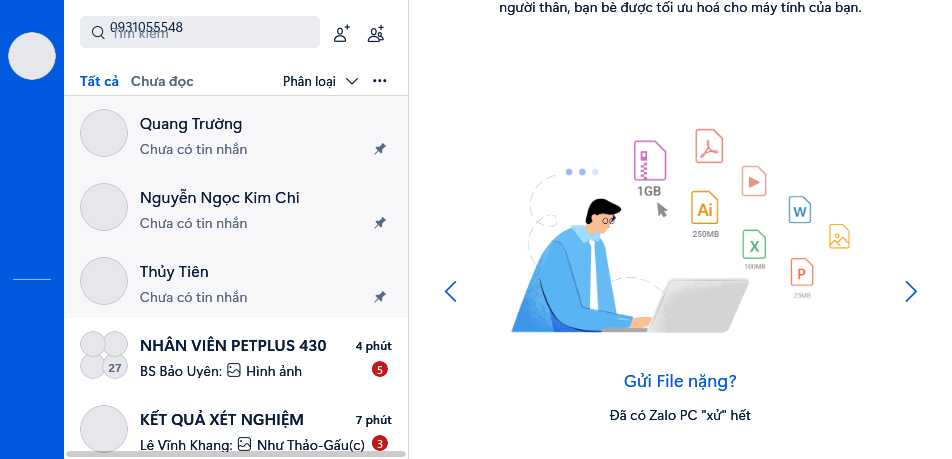 người thân, bạn bè được tối ưu hoá cho máy tính của bạn.
0931055548
Tìm kiếm
Tất cả Chưa đọc Phân loại
Quang Trường
Chưa có tin nhắn
Nguyễn Ngọc Kim Chi
Chưa có tin nhắn
Thủy Tiên
Chưa có tin nhắn
NHÂN VIÊN PETPLUS 430 4 phút
27
BS Bảo Uyên: Hình ảnh 5
KẾT QUẢ XÉT NGHIỆM 7 phút
Lê Vĩnh Khang: Như Thảo-Gấu(c) 3
1GB
Ai
250MB
W
X
100MB
P
25MB
Gửi File nặng?
Đã có Zalo PC "xử" hết